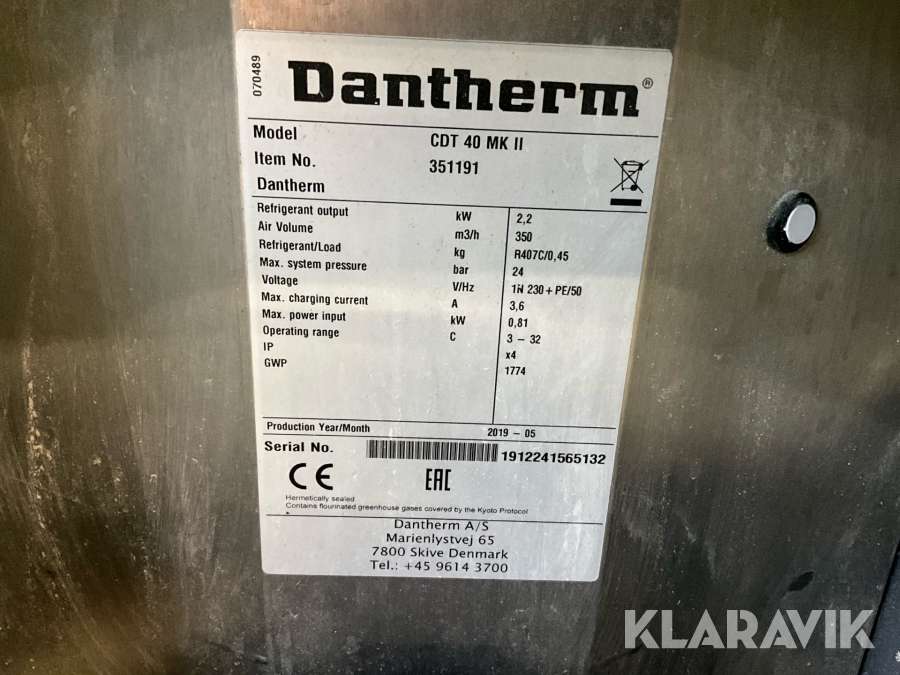 070489
Dantherm®
Model CDT 40 MK II
Item No. 351191
Dantherm
Refrigerant output kW 2,2
Air Volume m3/h 350
Refrigerant/Load kg R407C/0,45
Max. system pressure bar 24
Voltage V/Hz 1N 230 + PE/50
Max. charging current A 3,6
Max. power input kW 0,81
Operating range C 3 – 32
IP x4
GWP 1774
Production Year/Month 2019 – 05
Serial No. 1912241565132
CE EAC
Hermetically sealed
Contains flourinated greenhouse gases covered by the Kyoto Protocol
Dantherm A/S
Marienlystvej 65
7800 Skive Denmark
Tel.: +45 9614 3700
KLARAVIK